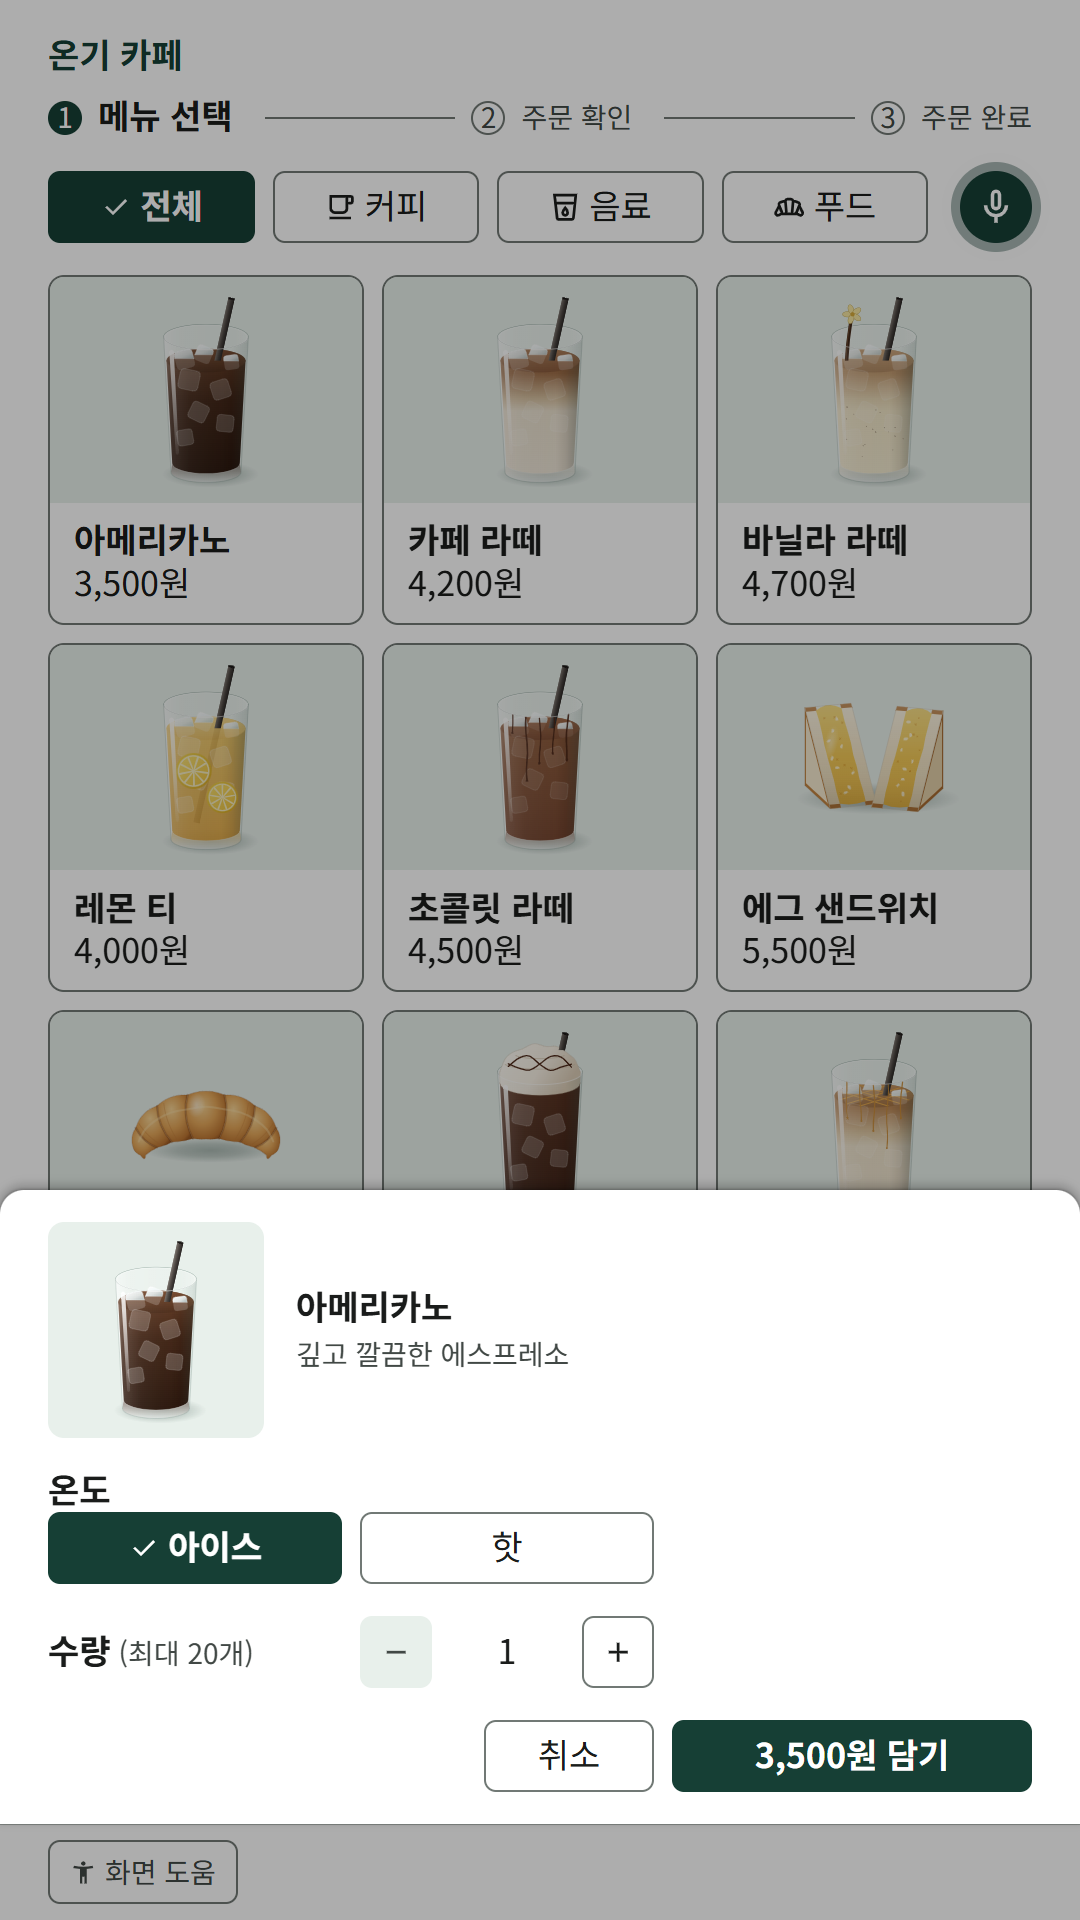 온기 카페
1 메뉴 선택 2 주문 확인 3 주문 완료
전체 커피 음료 푸드
아메리카노 카페 라떼 바닐라 라떼
3,500원 4,200원 4,700원
레몬 티 초콜릿 라떼 에그 샌드위치
4,000원 4,500원 5,500원
아메리카노
깊고 깔끔한 에스프레소
온도
아이스 핫
수량 (최대 20개) − 1 +
취소 3,500원 담기
화면 도움